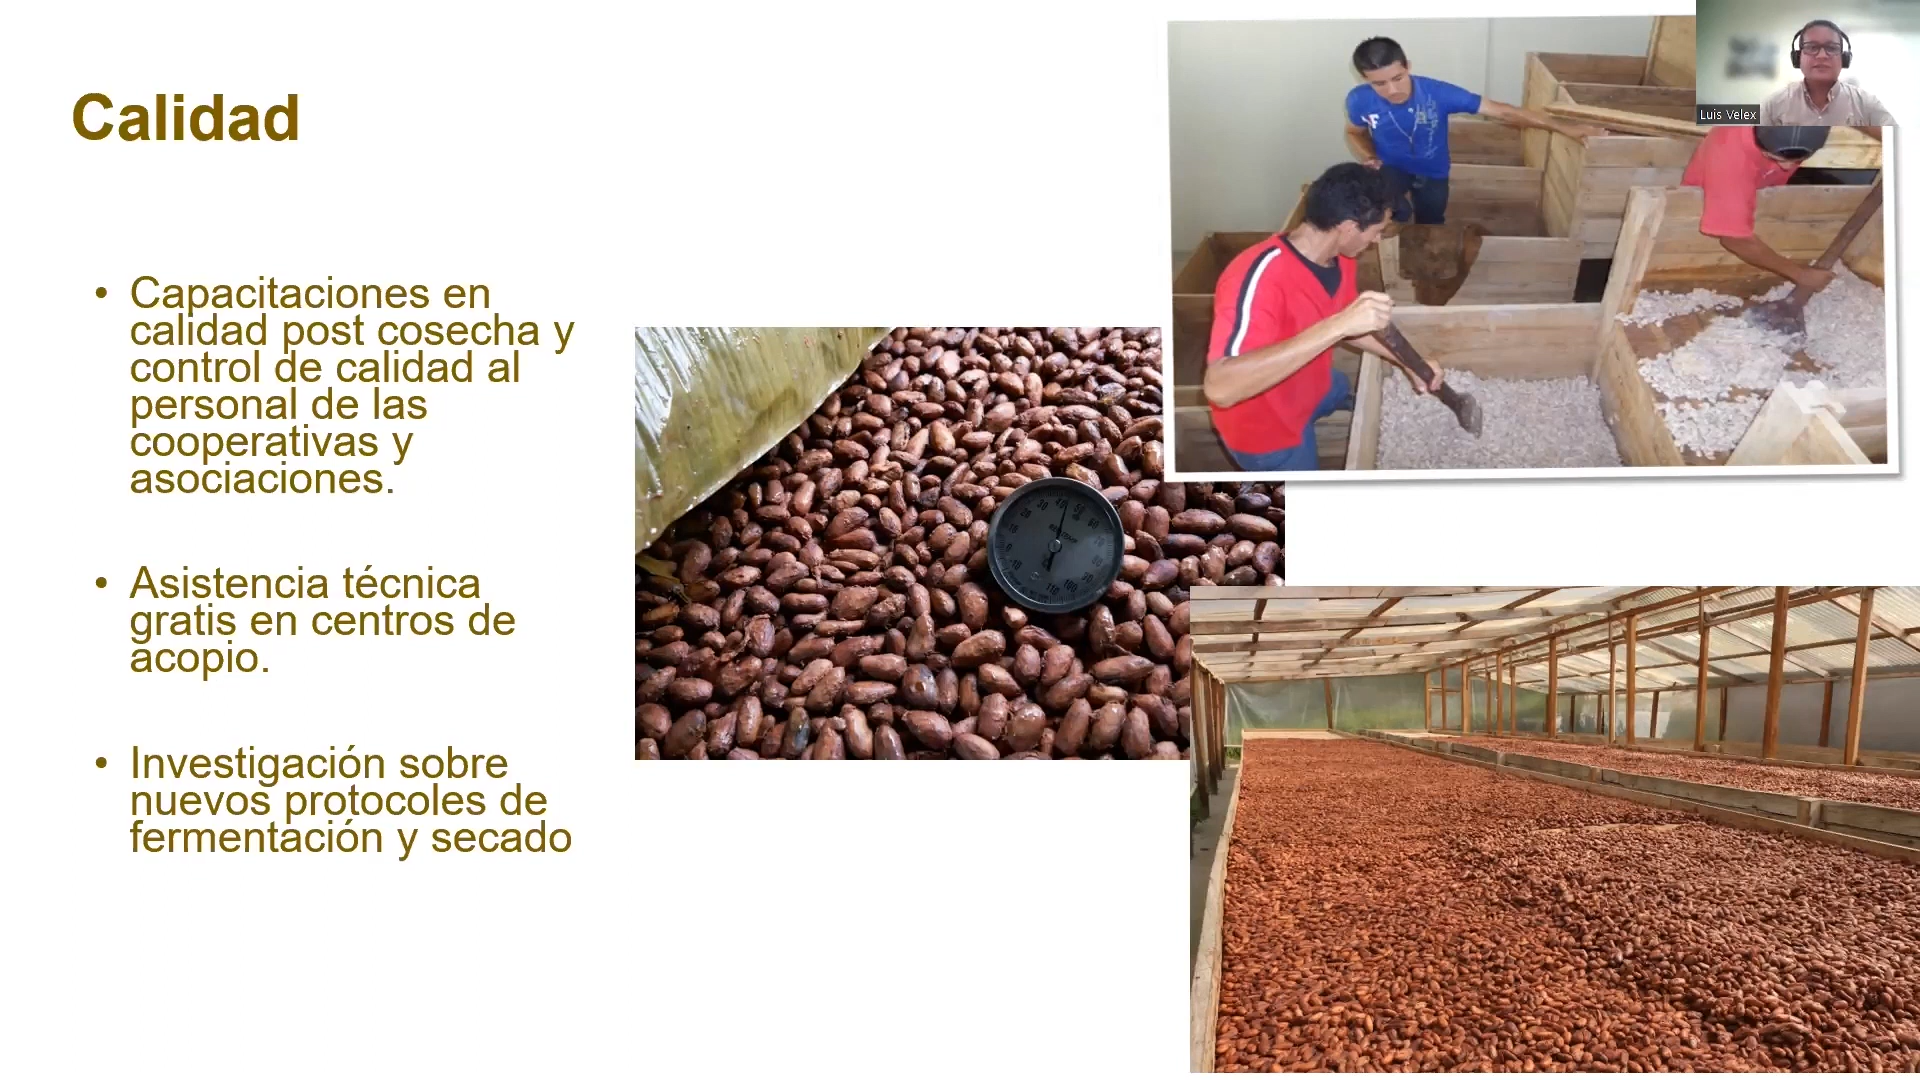 Calidad
• Capacitaciones en
calidad post cosecha y
control de calidad al
personal de las
cooperativas y
asociaciones.
• Asistencia técnica
gratis en centros de
acopio.
• Investigación sobre
nuevos protocoles de
fermentación y secado
Luis Velex